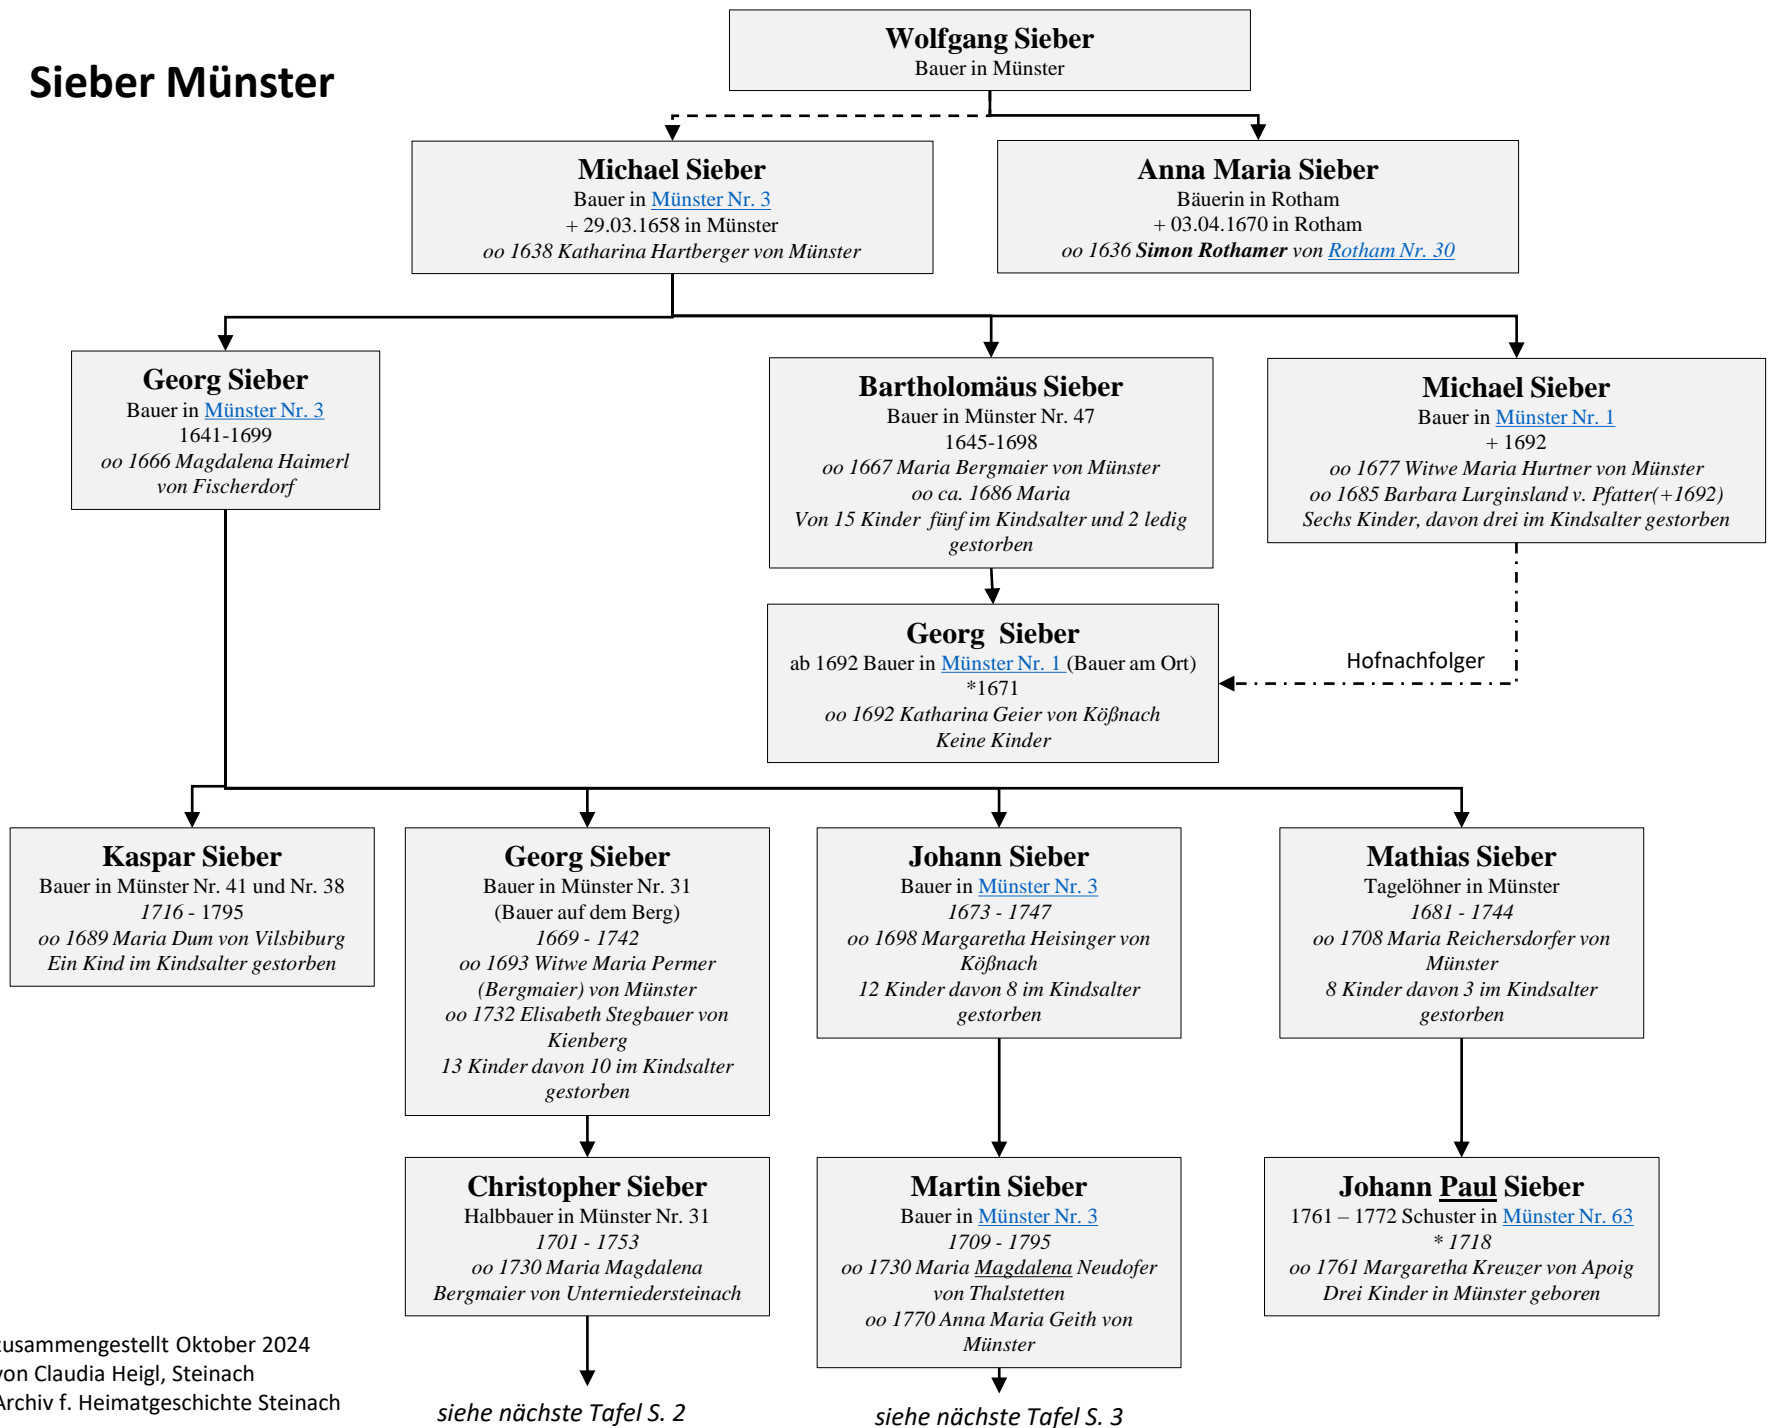 Sieber Münster
Wolfgang Sieber
Bauer in Münster
Michael Sieber
Bauer in Münster Nr. 3
+ 29.03.1658 in Münster
oo 1638 Katharina Hartberger von Münster
Anna Maria Sieber
Bäuerin in Rotham
+ 03.04.1670 in Rotham
oo 1636 Simon Rothamer von Rotham Nr. 30
Georg Sieber
Bauer in Münster Nr. 3
1641-1699
oo 1666 Magdalena Haimerl
von Fischerdorf
Bartholomäus Sieber
Bauer in Münster Nr. 47
1645-1698
oo 1667 Maria Bergmaier von Münster
oo ca. 1686 Maria
Von 15 Kinder fünf im Kindsalter und 2 ledig
gestorben
Michael Sieber
Bauer in Münster Nr. 1
+ 1692
oo 1677 Witwe Maria Hurtner von Münster
oo 1685 Barbara Lurginsland v. Pfatter(+1692)
Sechs Kinder, davon drei im Kindsalter gestorben
Georg Sieber
ab 1692 Bauer in Münster Nr. 1 (Bauer am Ort)
*1671
oo 1692 Katharina Geier von Kößnach
Keine Kinder
Hofnachfolger
Kaspar Sieber
Bauer in Münster Nr. 41 und Nr. 38
1716 - 1795
oo 1689 Maria Dum von Vilsbiburg
Ein Kind im Kindsalter gestorben
Georg Sieber
Bauer in Münster Nr. 31
(Bauer auf dem Berg)
1669 - 1742
oo 1693 Witwe Maria Permer
(Bergmaier) von Münster
oo 1732 Elisabeth Stegbauer von
Kienberg
13 Kinder davon 10 im Kindsalter
gestorben
Johann Sieber
Bauer in Münster Nr. 3
1673 - 1747
oo 1698 Margaretha Heisinger von
Kößnach
12 Kinder davon 8 im Kindsalter
gestorben
Mathias Sieber
Tagelöhner in Münster
1681 - 1744
oo 1708 Maria Reichersdorfer von
Münster
8 Kinder davon 3 im Kindsalter
gestorben
Christopher Sieber
Halbbauer in Münster Nr. 31
1701 - 1753
oo 1730 Maria Magdalena
Bergmaier von Unterniedersteinach
Martin Sieber
Bauer in Münster Nr. 3
1709 - 1795
oo 1730 Maria Magdalena Neudofer
von Thalstetten
oo 1770 Anna Maria Geith von
Münster
Johann Paul Sieber
1761 – 1772 Schuster in Münster Nr. 63
* 1718
oo 1761 Margaretha Kreuzer von Apoig
Drei Kinder in Münster geboren
zusammengestellt Oktober 2024
von Claudia Heigl, Steinach
Archiv f. Heimatgeschichte Steinach
siehe nächste Tafel S. 2
siehe nächste Tafel S. 3